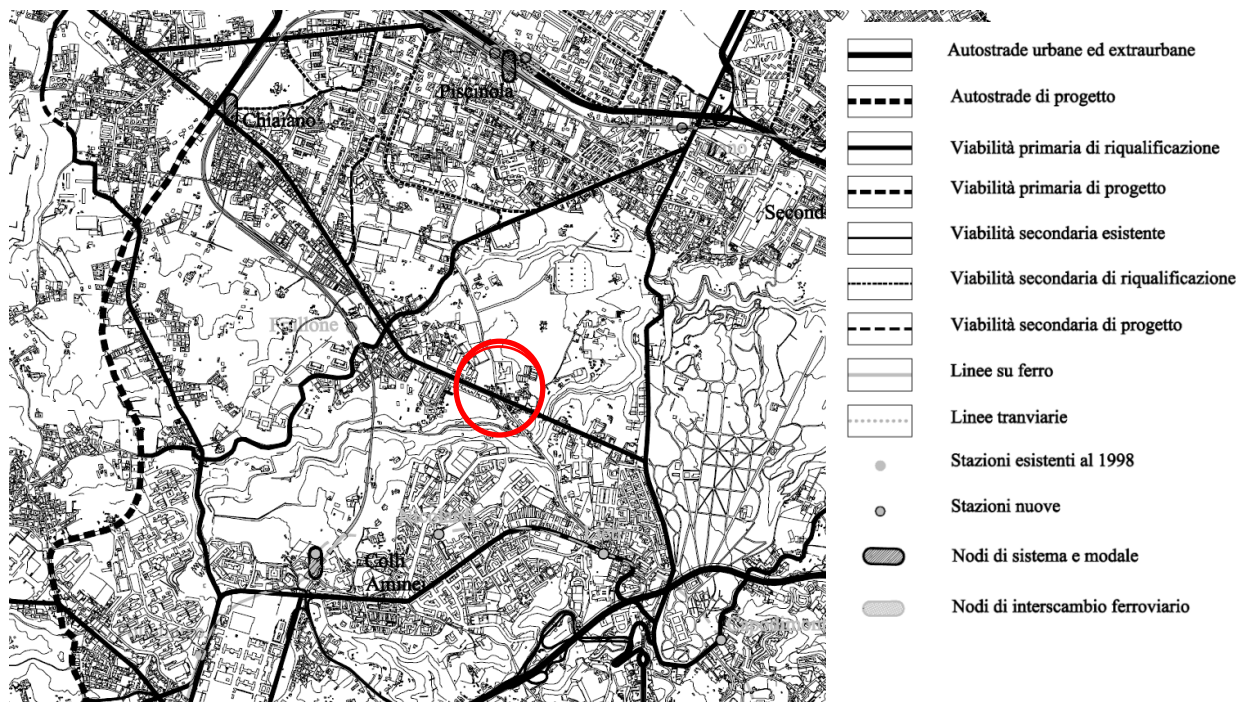 Piscinola
Chiaiano
Second
Frullone
Colli
Aminei
Autostrade urbane ed extraurbane
Autostrade di progetto
Viabilità primaria di riqualificazione
Viabilità primaria di progetto
Viabilità secondaria esistente
Viabilità secondaria di riqualificazione
Viabilità secondaria di progetto
Linee su ferro
Linee tranviarie
Stazioni esistenti al 1998
Stazioni nuove
Nodi di sistema e modale
Nodi di interscambio ferroviario